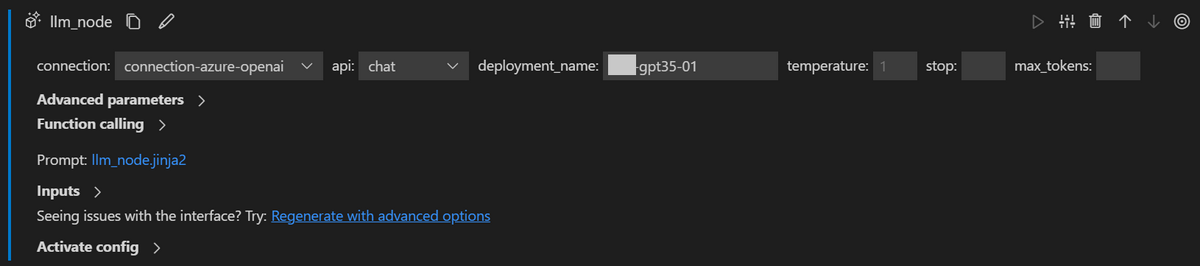 llm_node
connection: connection-azure-openai api: chat deployment_name: -gpt35-01 temperature: 1 stop: max_tokens:
Advanced parameters
Function calling
Prompt: llm_node.jinja2
Inputs
Seeing issues with the interface? Try: Regenerate with advanced options
Activate config